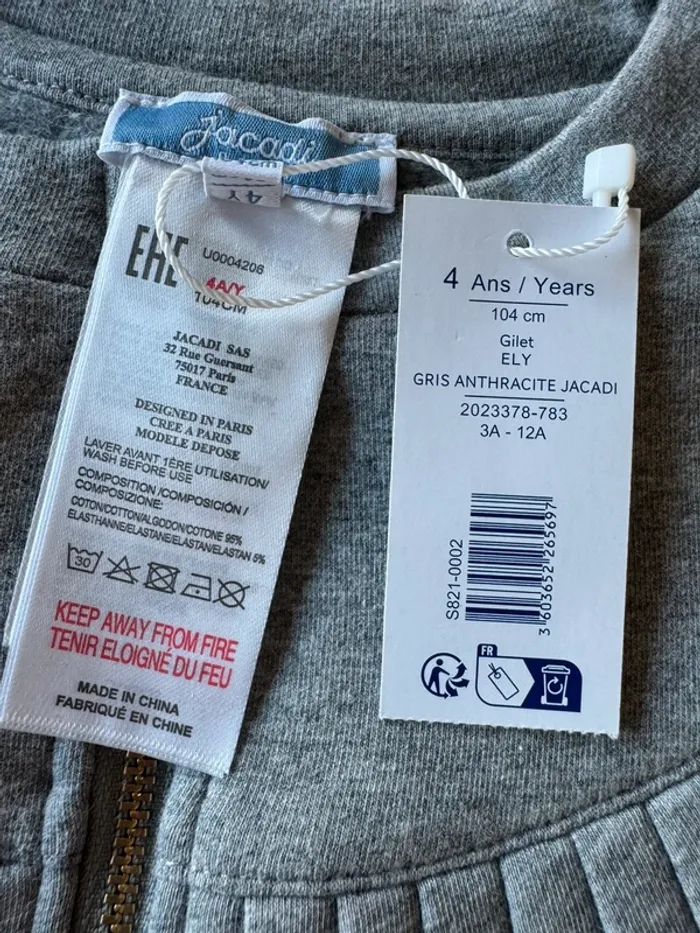 Jacadi
4Y
EAC
U0004206
4A/Y
104CM
JACADI SAS
32 Rue Guersant
75017 Paris
FRANCE
DESIGNED IN PARIS
CREE A PARIS
MODELE DEPOSE
LAVER AVANT 1ÈRE UTILISATION/
WASH BEFORE USE
COMPOSITION /COMPOSICIÓN /
COMPOSIZIONE:
COTON/COTTON/ALGODON/COTONE 95%
ELASTHANNE/ELASTANE/ELASTAN/ELASTAN 5%
30
KEEP AWAY FROM FIRE
TENIR ELOIGNÉ DU FEU
MADE IN CHINA
FABRIQUÉ EN CHINE
4 Ans / Years
104 cm
Gilet
ELY
GRIS ANTHRACITE JACADI
2023378-783
3A - 12A
S821-0002
3 603652 265697
FR